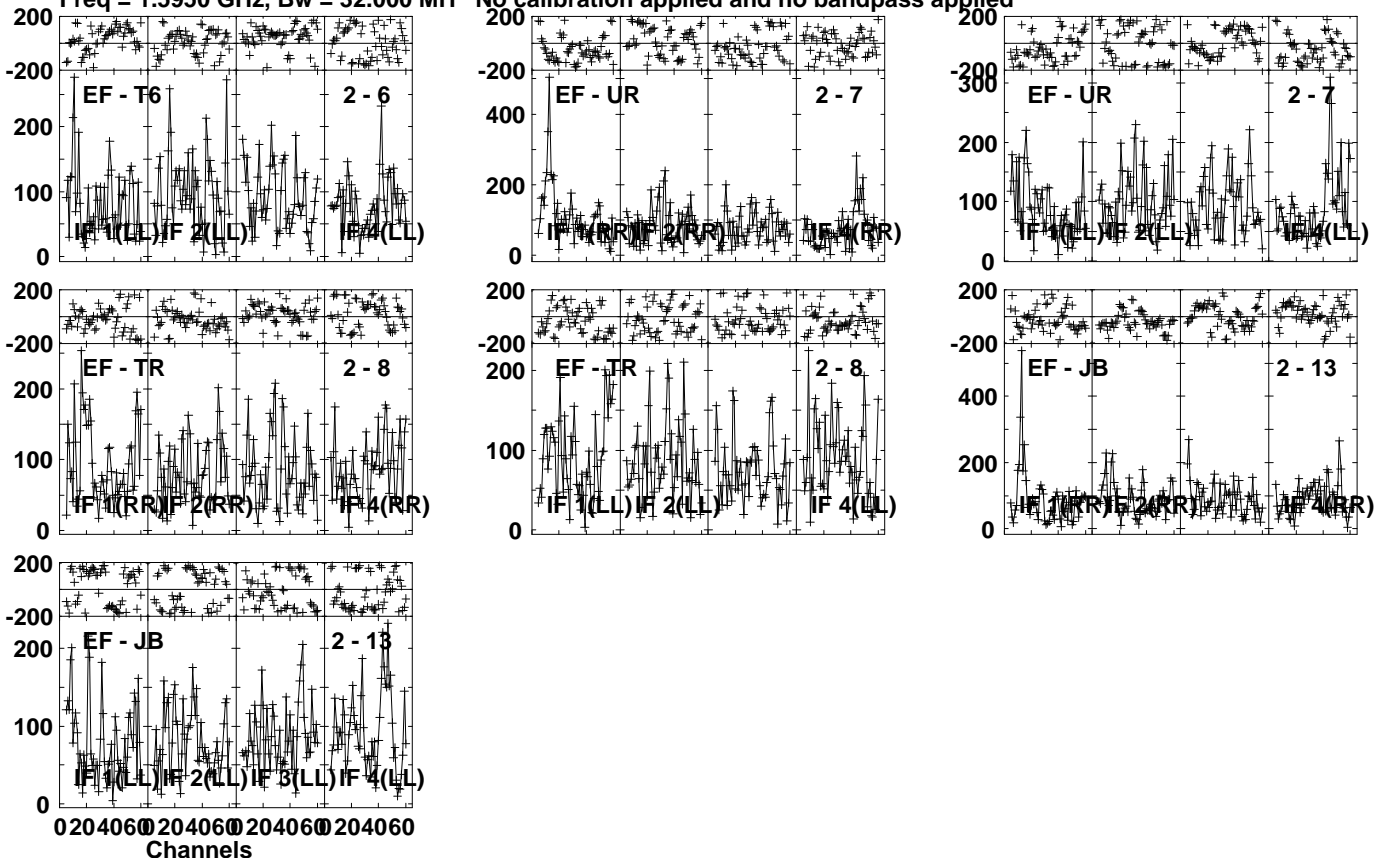 Freq = 1.5950 GHz, Bw = 32.000 MH No calibration applied and no bandpass applied
200 200 200
-200 -200 -200
EF - T6 2 - 6 EF - UR 2 - 7 EF - UR 2 - 7
300
400
200 200
200
100 100
0 0 0
IF 1(LL) IF 2(LL) IF 4(LL) IF 1(RR) IF 2(RR) IF 4(RR) IF 1(LL) IF 2(LL) IF 4(LL)
200 200 200
-200 -200 -200
EF - TR 2 - 8 EF - TR 2 - 8 EF - JB 2 - 13
400
200 200
200
100 100
0 0 0
IF 1(RR) IF 2(RR) IF 4(RR) IF 1(LL) IF 2(LL) IF 4(LL) IF 1(RR) IF 2(RR) IF 4(RR)
200
-200
EF - JB 2 - 13
200
100
0
IF 1(LL) IF 2(LL) IF 3(LL) IF 4(LL)
0 20 40 60 0 20 40 60 0 20 40 60 0 20 40 60
Channels